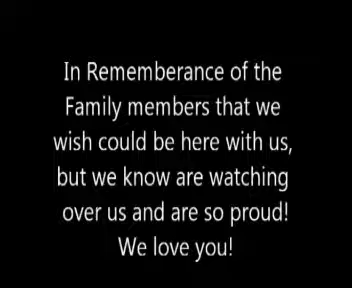 In Rememberance of the
Family members that we
wish could be here with us,
but we know are watching
over us and are so proud!
We love you!